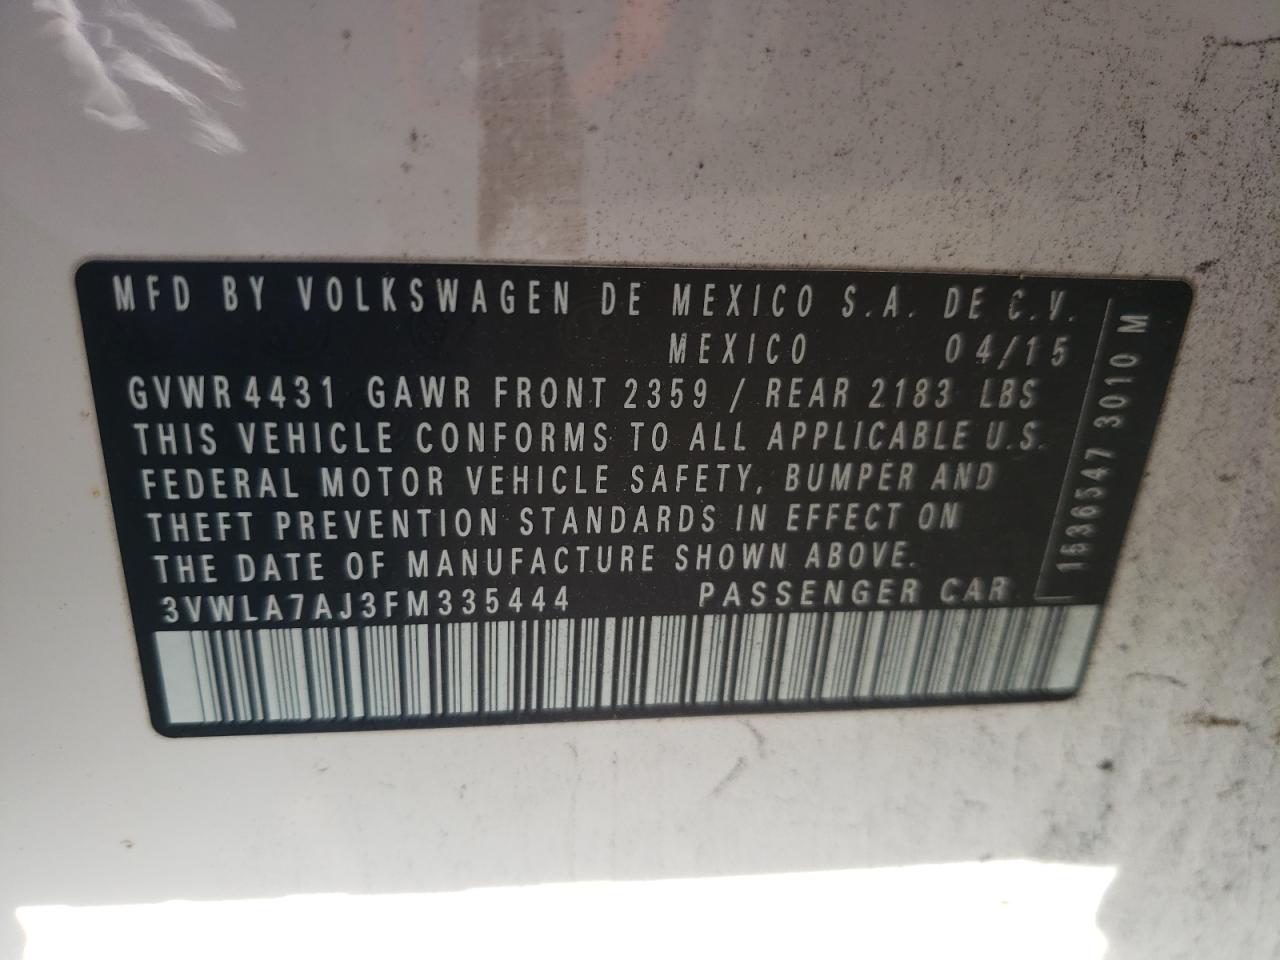 MFD BY VOLKSWAGEN DE MEXICO S.A. DE C.V.
MEXICO 04/15
GVWR 4431 GAWR FRONT 2359 / REAR 2183 LBS
THIS VEHICLE CONFORMS TO ALL APPLICABLE U.S.
FEDERAL MOTOR VEHICLE SAFETY, BUMPER AND
THEFT PREVENTION STANDARDS IN EFFECT ON
THE DATE OF MANUFACTURE SHOWN ABOVE.
3VWLA7AJ3FM335444 PASSENGER CAR
1536547 3010 M